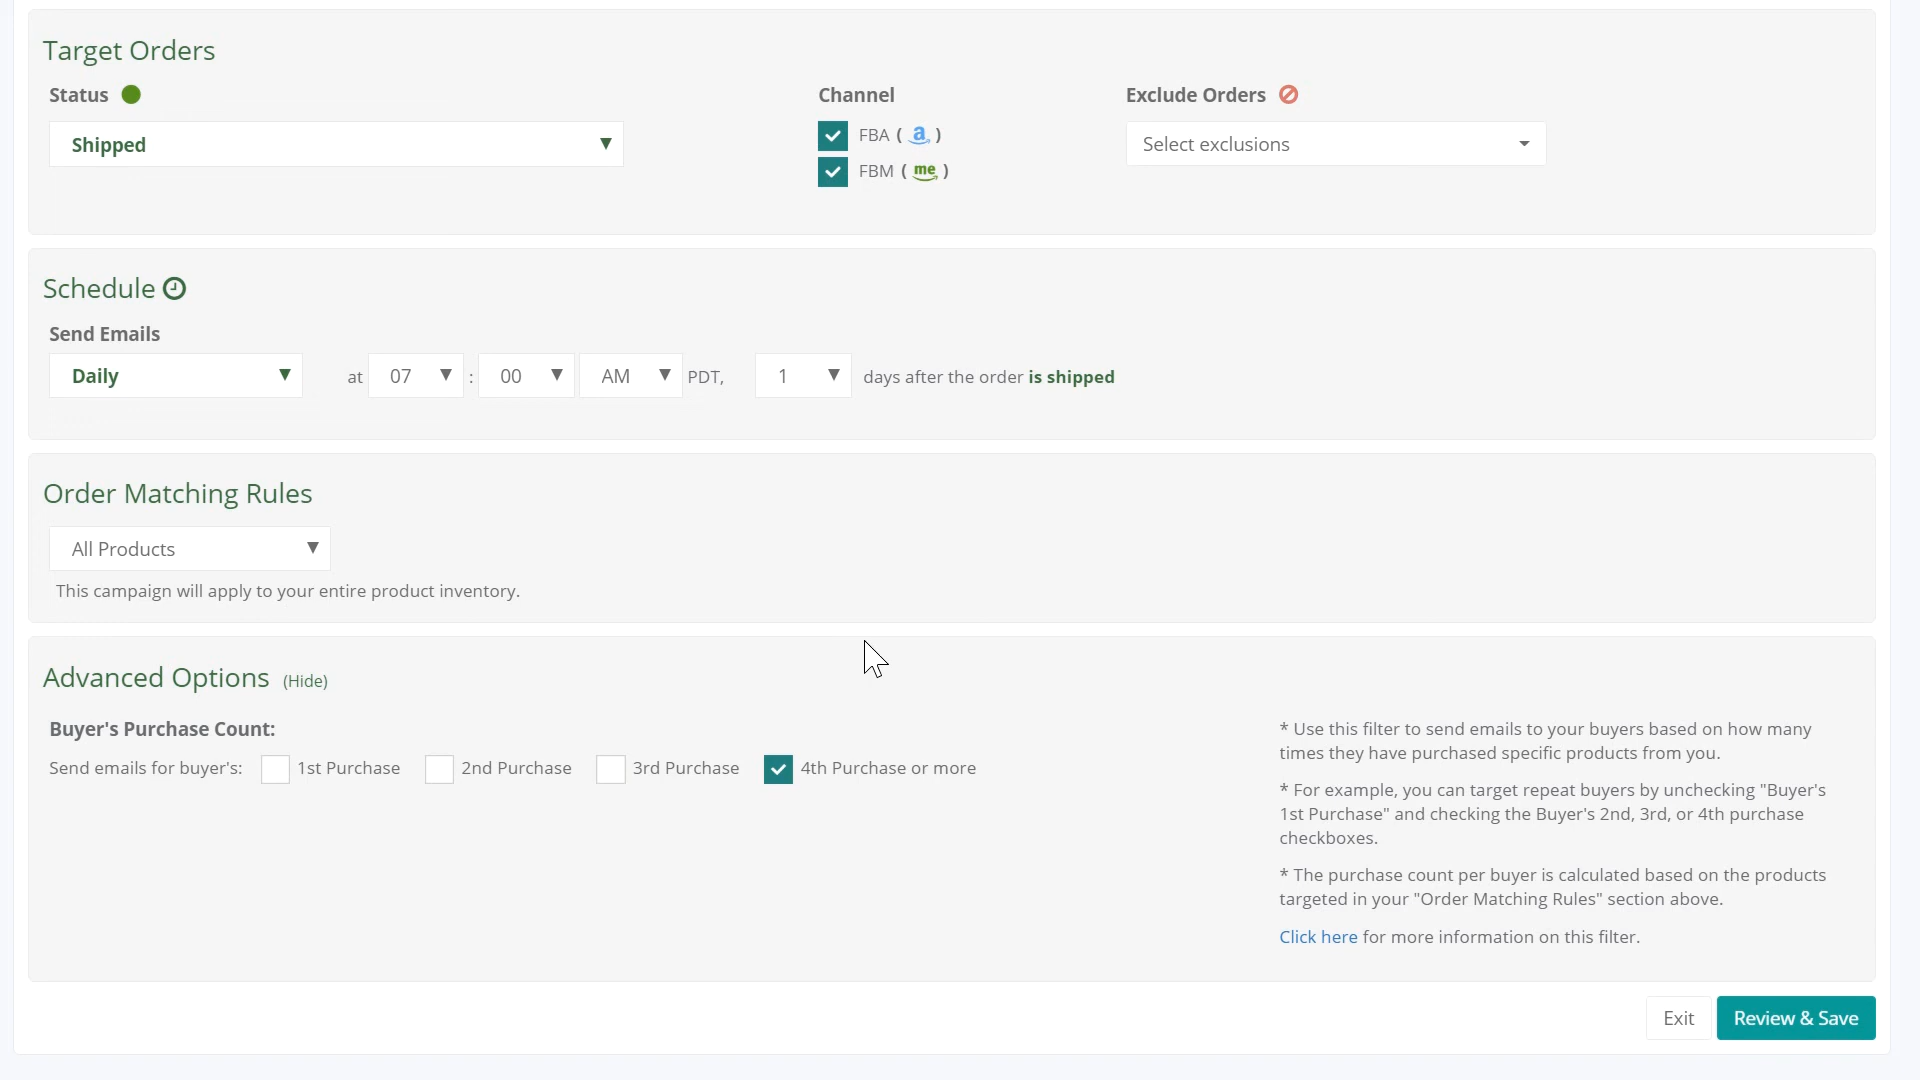 Target Orders
Status
Channel
Exclude Orders
Shipped
FBA ( a )
Select exclusions
FBM ( me )
Schedule
Send Emails
Daily at 07 : 00 AM PDT, 1 days after the order is shipped
Order Matching Rules
All Products
This campaign will apply to your entire product inventory.
Advanced Options (Hide)
Buyer's Purchase Count:
Send emails for buyer's: 1st Purchase 2nd Purchase 3rd Purchase 4th Purchase or more
* Use this filter to send emails to your buyers based on how many
times they have purchased specific products from you.
* For example, you can target repeat buyers by unchecking "Buyer's
1st Purchase" and checking the Buyer's 2nd, 3rd, or 4th purchase
checkboxes.
* The purchase count per buyer is calculated based on the products
targeted in your "Order Matching Rules" section above.
Click here for more information on this filter.
Exit
Review & Save